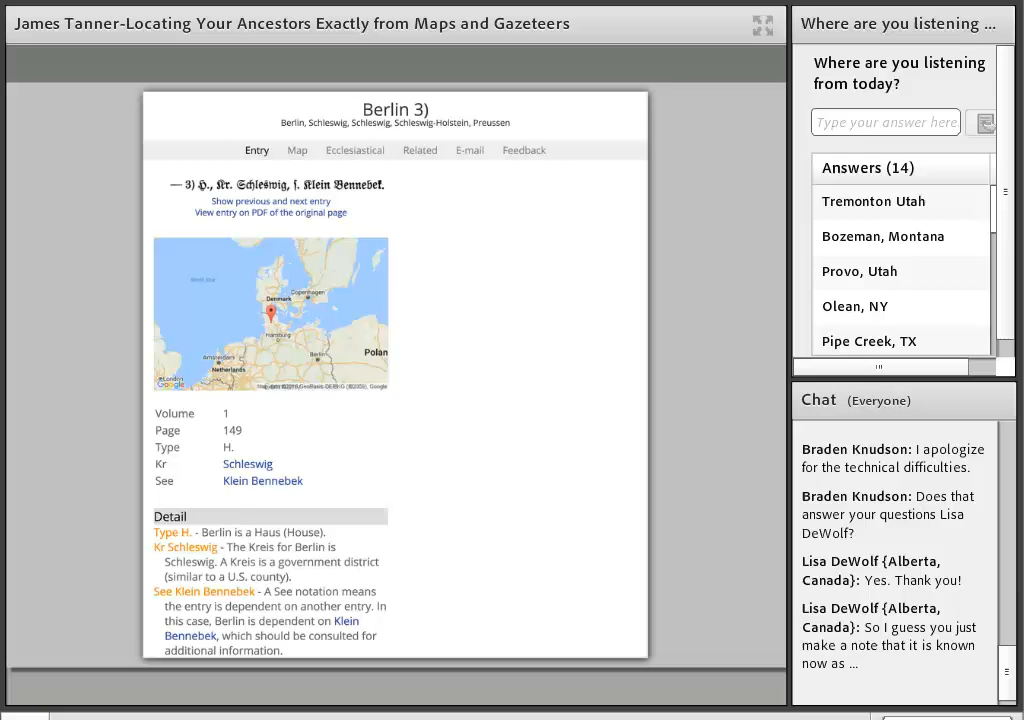 James Tanner-Locating Your Ancestors Exactly from Maps and Gazeteers
Berlin 3)
Berlin, Schleswig, Schleswig, Schleswig-Holstein, Preussen
Entry Map Ecclesiastical Related E-mail Feedback
— 3) H., Kr. Schleswig, s. Klein Bennebek.
Show previous and next entry
View entry on PDF of the original page
North Sea
Denmark
Copenhagen
Hamburg
Amsterdam
Netherlands
Berlin
Polan
London
Google
Volume 1
Page 149
Type H.
Kr Schleswig
See Klein Bennebek
Detail
Type H. - Berlin is a Haus (House).
Kr Schleswig - The Kreis for Berlin is
Schleswig. A Kreis is a government district
(similar to a U.S. county).
See Klein Bennebek - A See notation means
the entry is dependent on another entry. In
this case, Berlin is dependent on Klein
Bennebek, which should be consulted for
additional information.
Where are you listening ...
Where are you listening
from today?
Type your answer here
Answers (14)
Tremonton Utah
Bozeman, Montana
Provo, Utah
Olean, NY
Pipe Creek, TX
Chat (Everyone)
Braden Knudson: I apologize
for the technical difficulties.
Braden Knudson: Does that
answer your questions Lisa
DeWolf?
Lisa DeWolf {Alberta,
Canada}: Yes. Thank you!
Lisa DeWolf {Alberta,
Canada}: So I guess you just
make a note that it is known
now as ...